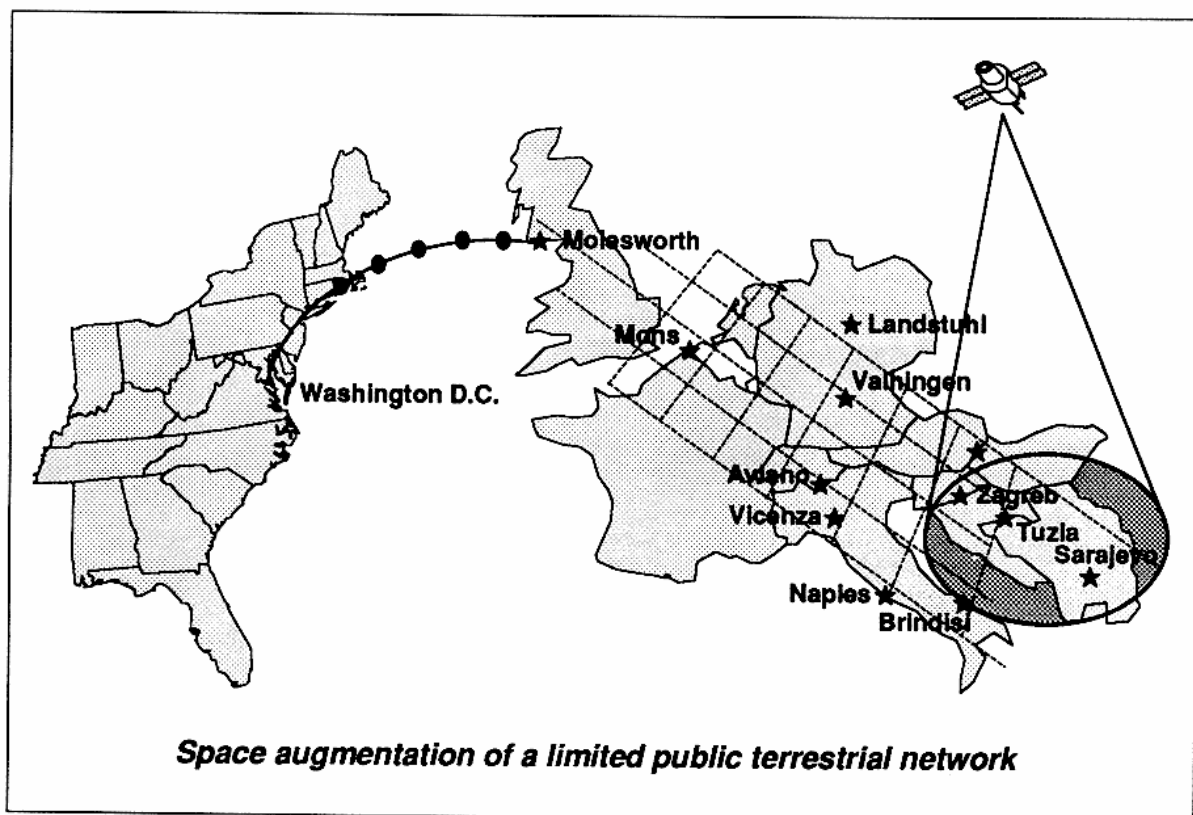 Molesworth
Landstuhl
Mons
Vaihingen
Washington D.C.
Aviano
Zagreb
Vicenza
Tuzla
Sarajevo
Naples
Brindisi
Space augmentation of a limited public terrestrial network